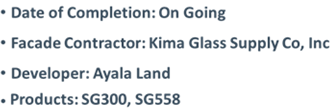 • Date of Completion: On Going
• Facade Contractor: Kima Glass Supply Co, Inc
• Developer: Ayala Land
• Products: SG300, SG558